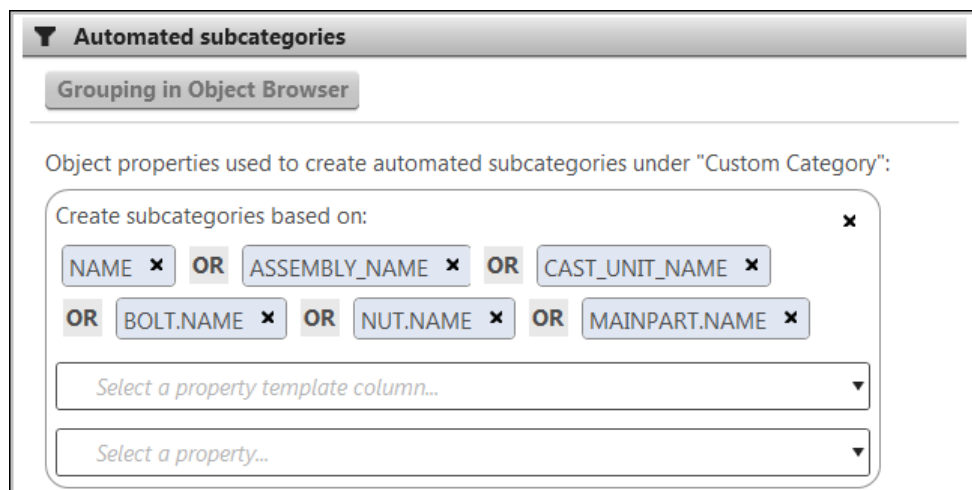 Automated subcategories
Grouping in Object Browser
Object properties used to create automated subcategories under "Custom Category":
Create subcategories based on:
NAME × OR ASSEMBLY_NAME × OR CAST_UNIT_NAME ×
OR BOLT.NAME × OR NUT.NAME × OR MAINPART.NAME ×
Select a property template column...
Select a property...